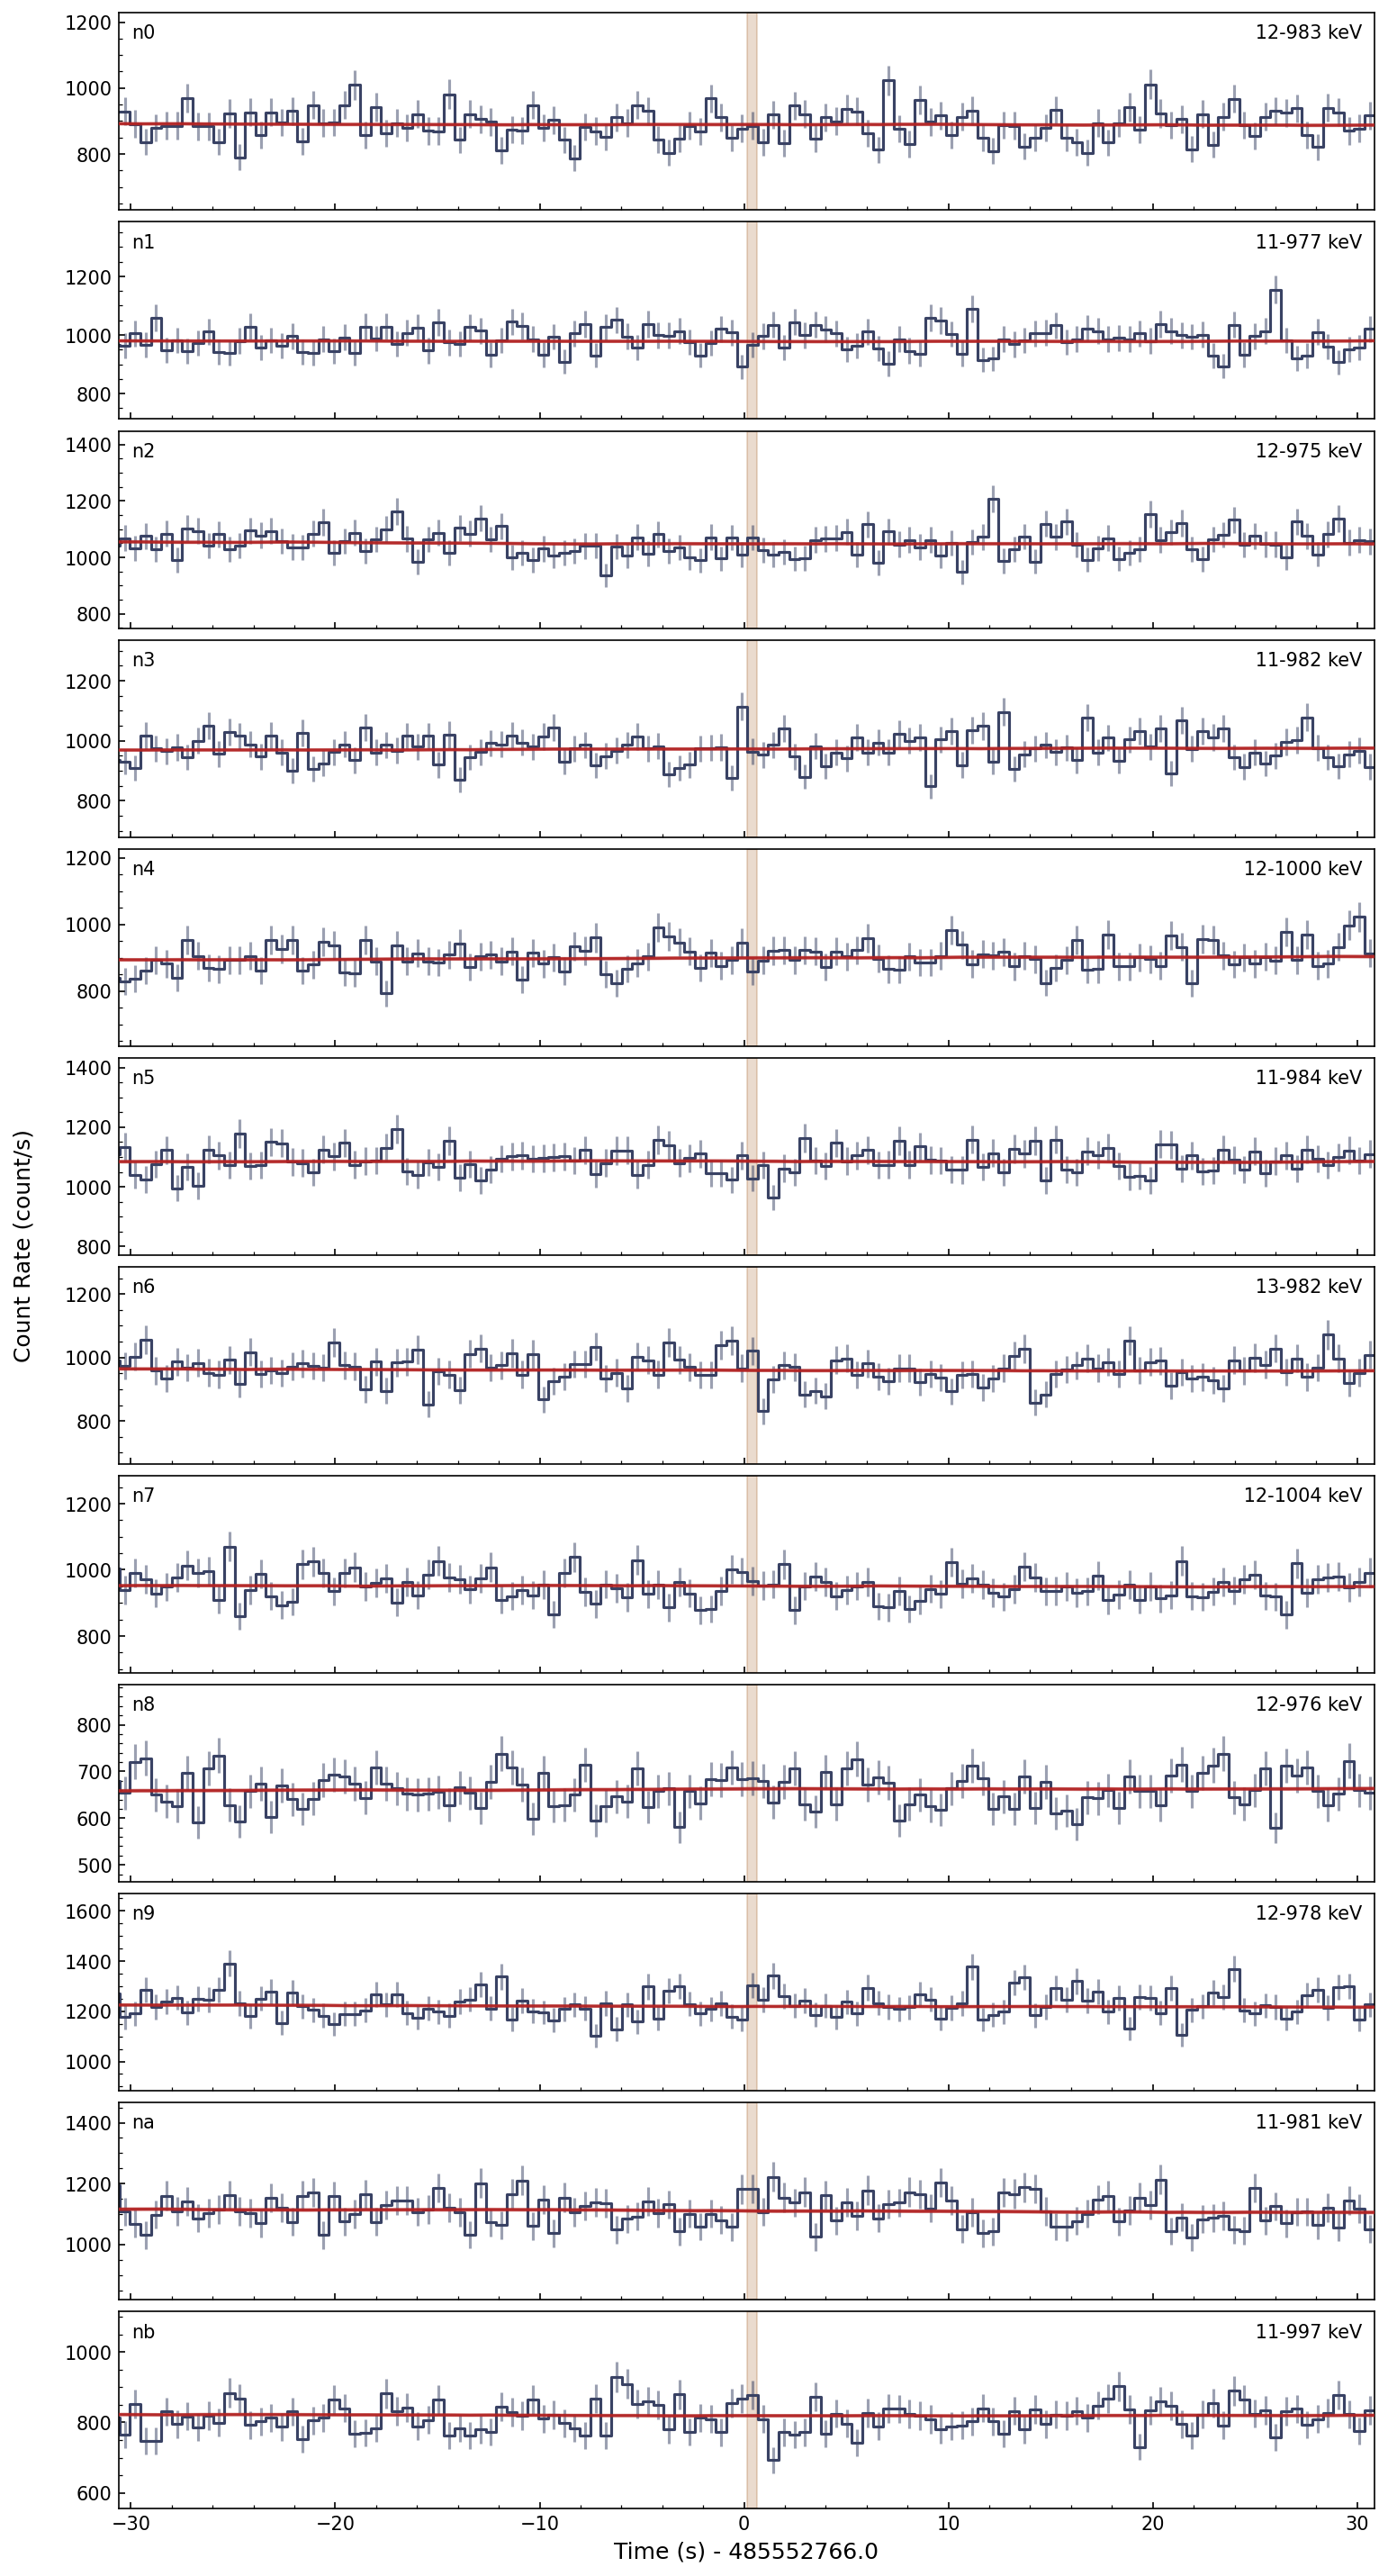 n0
12-983 keV
1200
1000
800
n1
11-977 keV
1200
1000
800
n2
12-975 keV
1400
1200
1000
800
n3
11-982 keV
1200
1000
800
n4
12-1000 keV
1200
1000
800
n5
11-984 keV
1400
1200
1000
800
n6
13-982 keV
1200
1000
800
n7
12-1004 keV
1200
1000
800
n8
12-976 keV
800
700
600
500
n9
12-978 keV
1600
1400
1200
1000
na
11-981 keV
1400
1200
1000
nb
11-997 keV
1000
800
600
Count Rate (count/s)
−30 −20 −10 0 10 20 30
Time (s) - 485552766.0